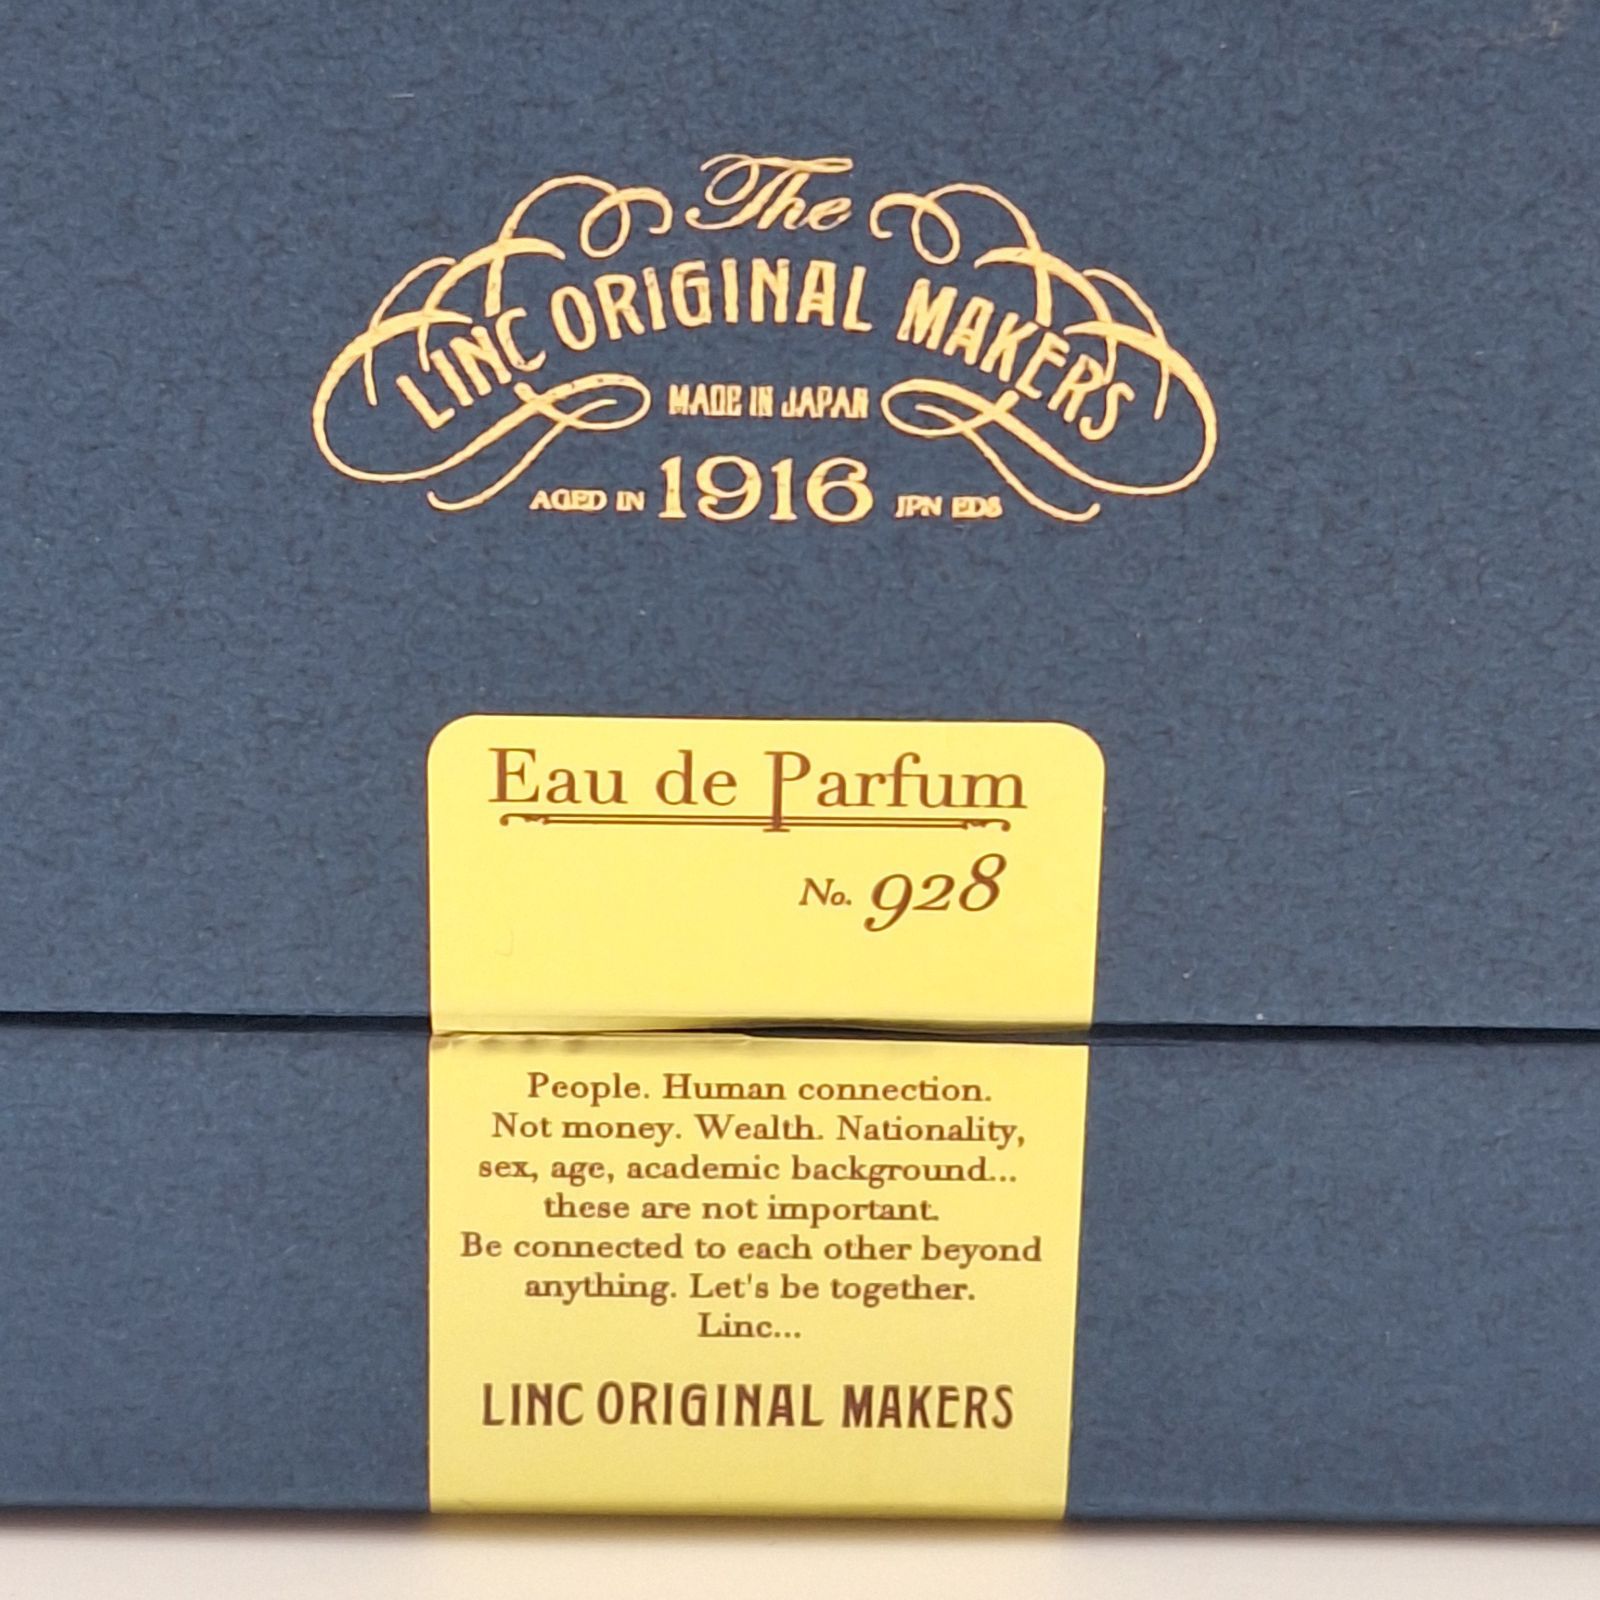 The
LINC ORIGINAL MAKERS
MADE IN JAPAN
AGED IN 1916 JPN EDS
Eau de Parfum
No. 928
People. Human connection.
Not money. Wealth. Nationality,
sex, age, academic background...
these are not important.
Be connected to each other beyond
anything. Let's be together.
Linc...
LINC ORIGINAL MAKERS